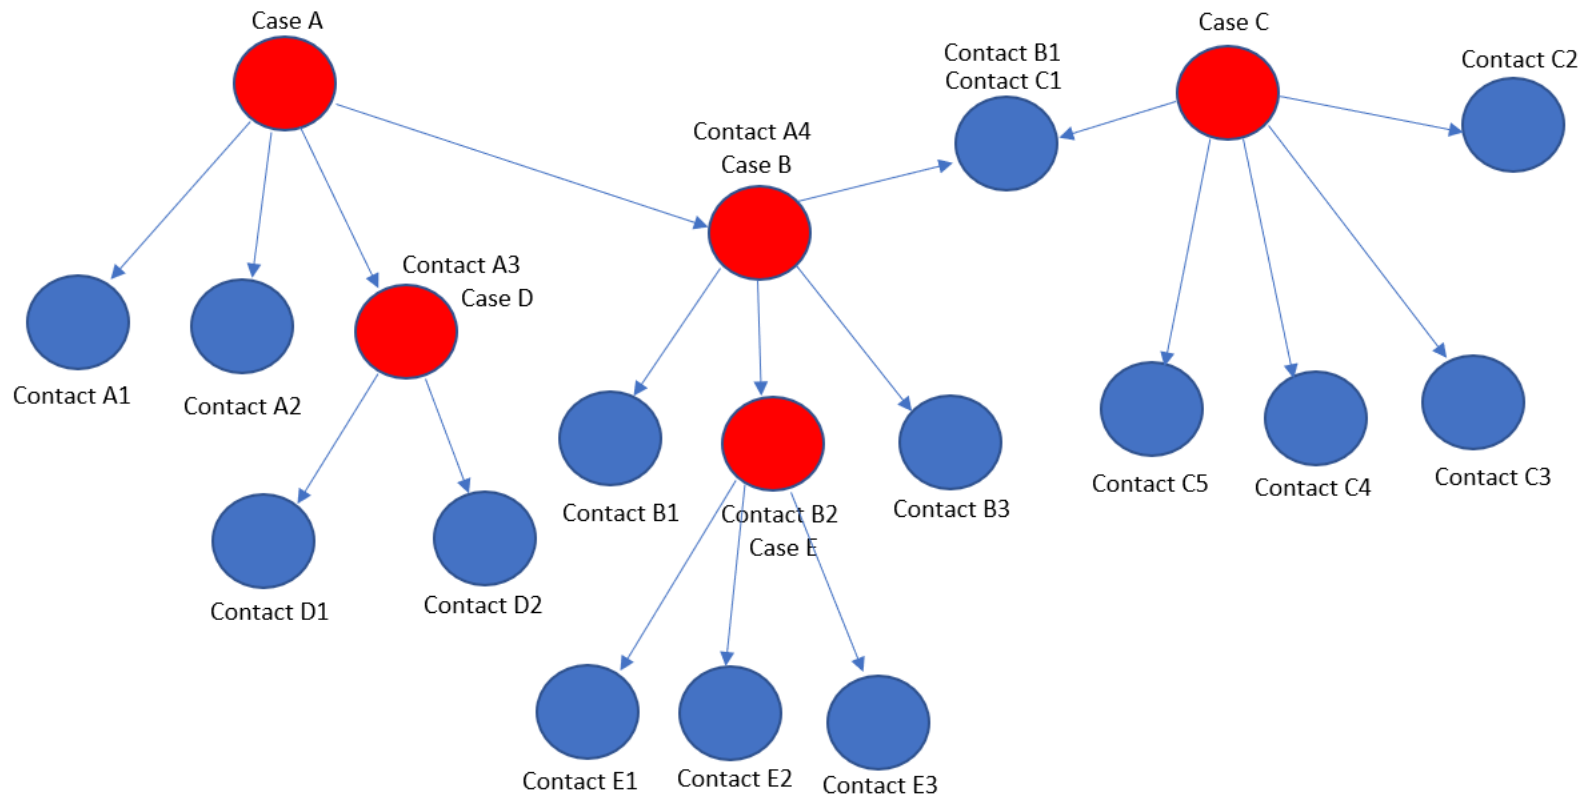 Case A
Case C
Contact B1
Contact C1
Contact C2
Contact A4
Case B
Contact A3
Case D
Contact A1
Contact A2
Contact B1
Contact B2
Case E
Contact B3
Contact C5
Contact C4
Contact C3
Contact D1
Contact D2
Contact E1
Contact E2
Contact E3